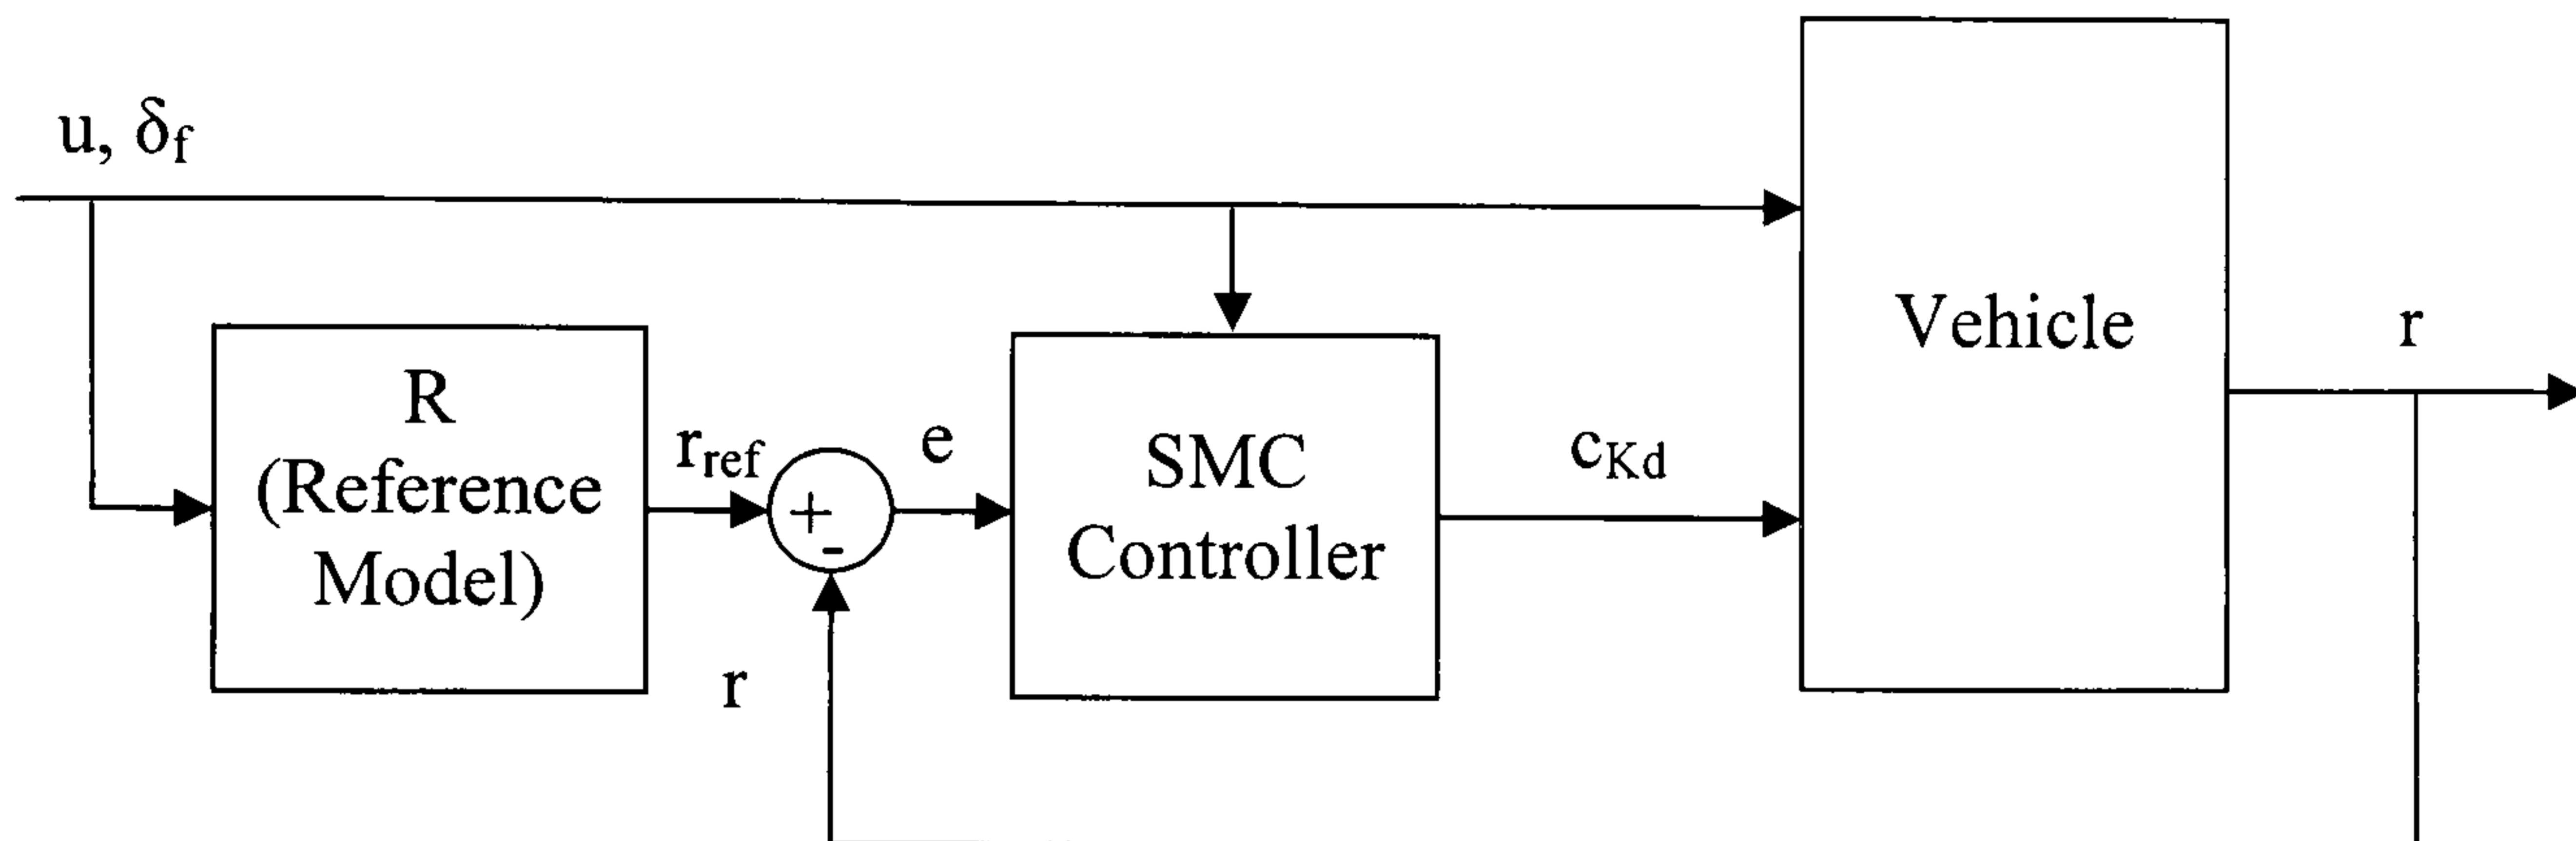 u, δf
R
(Reference
Model)
rref
+
-
e
r
SMC
Controller
cKd
Vehicle
r